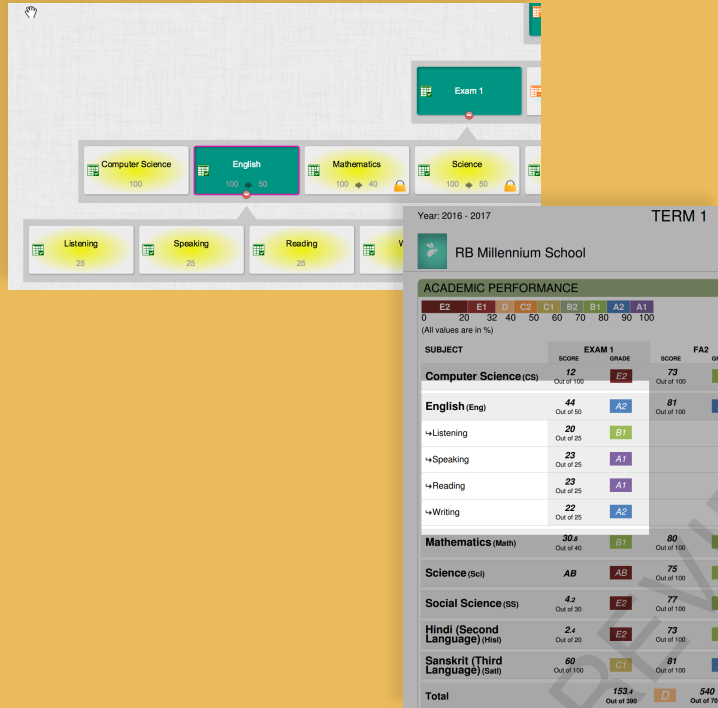 Exam 1
Computer Science
100
English
100 50
Mathematics
100 40
Science
100 50
Listening
25
Speaking
25
Reading
25
Year: 2016 - 2017 TERM 1
RB Millennium School
ACADEMIC PERFORMANCE
E2 E1 D C2 C1 B2 B1 A2 A1
0 20 32 40 50 60 70 80 90 100
(All values are in %)
SUBJECT EXAM 1 FA2
SCORE GRADE SCORE
Computer Science (CS) 12 E2 73
Out of 100 Out of 100
English (Eng) 44 A2 81
Out of 50 Out of 100
↪Listening 20 B1
Out of 25
↪Speaking 23 A1
Out of 25
↪Reading 23 A1
Out of 25
↪Writing 22 A2
Out of 25
Mathematics (Math) 30.8 B1 80
Out of 40 Out of 100
Science (Sci) AB AB 75
Out of 100
Social Science (SS) 4.2 E2 77
Out of 30 Out of 100
Hindi (Second
Language) (HisI) 2.4 E2 73
Out of 20 Out of 100
Sanskrit (Third
Language) (SatI) 60 C1 81
Out of 100 Out of 100
Total 153.4 D 540
Out of 390 Out of 70